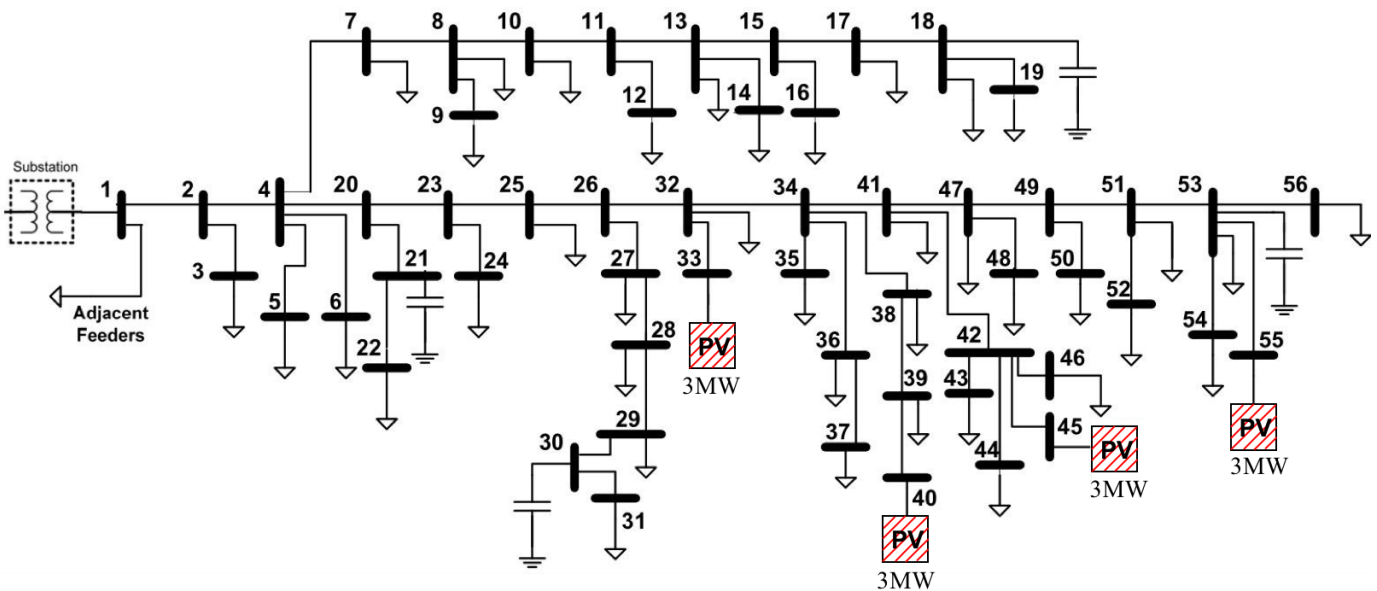 7 8 10 11 13 15 17 18
19
9 12 14 16
Substation
1 2 4 20 23 25 26 32 34 41 47 49 51 53 56
3 21 24 27 33 35 48 50
5 6 38 52
Adjacent
Feeders
22 28 36 42 46 54 55
PV
3MW
43 39
29 37 44 45
30 PV
3MW
PV
3MW
31 40
PV
3MW